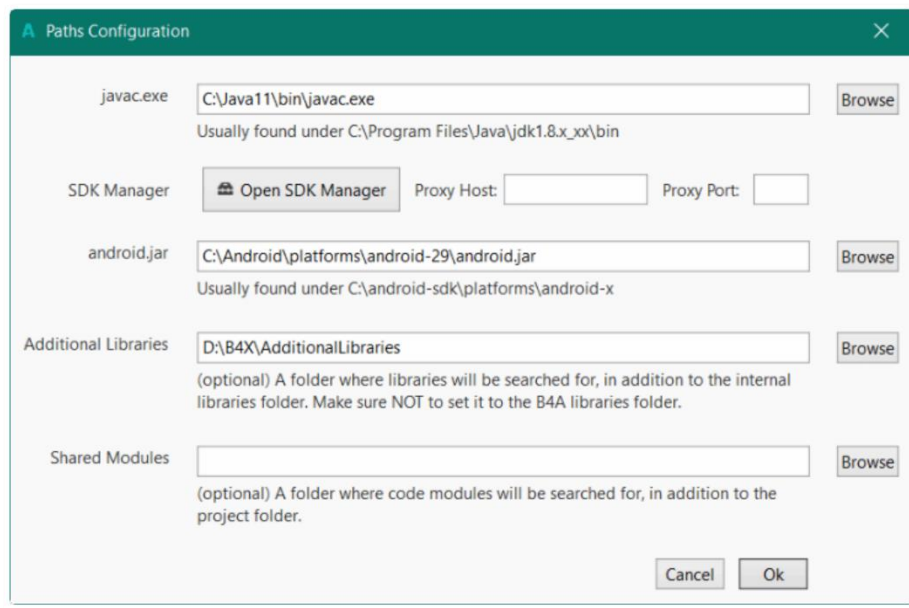 A Paths Configuration
javac.exe
C:\Java11\bin\javac.exe
Browse
Usually found under C:\Program Files\Java\jdk1.8.x_xx\bin
SDK Manager
Open SDK Manager
Proxy Host:
Proxy Port:
android.jar
C:\Android\platforms\android-29\android.jar
Browse
Usually found under C:\android-sdk\platforms\android-x
Additional Libraries
D:\B4X\AdditionalLibraries
Browse
(optional) A folder where libraries will be searched for, in addition to the internal
libraries folder. Make sure NOT to set it to the B4A libraries folder.
Shared Modules
Browse
(optional) A folder where code modules will be searched for, in addition to the
project folder.
Cancel
Ok